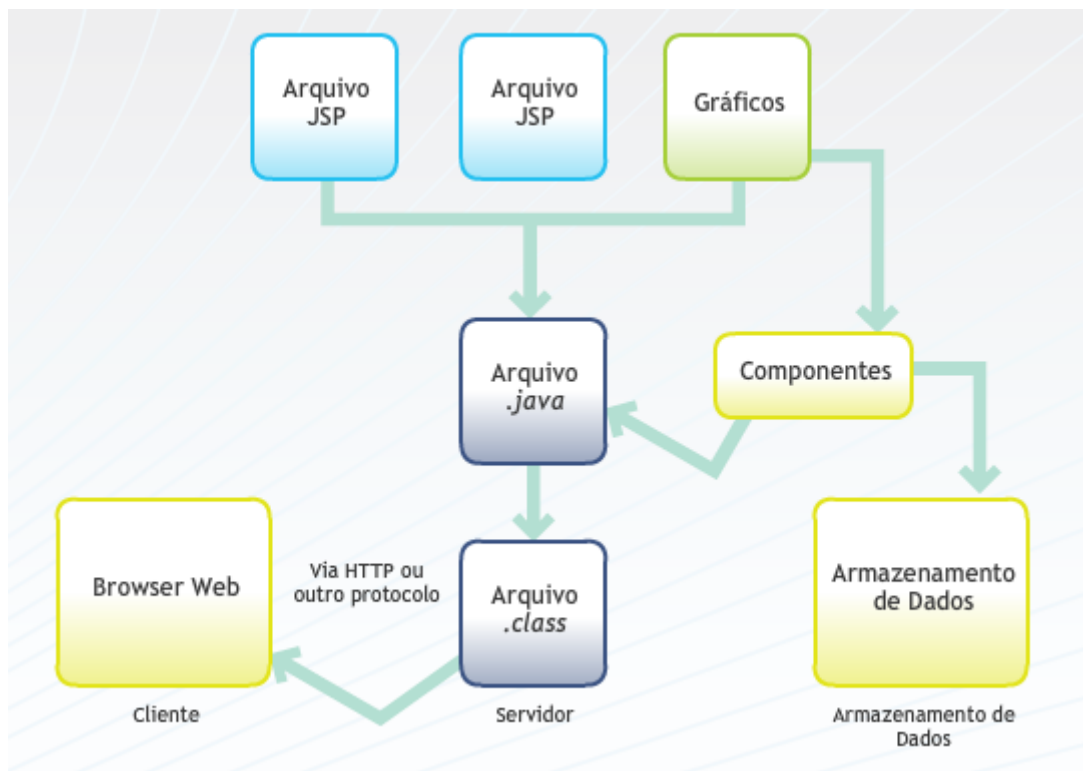 Arquivo
JSP
Arquivo
JSP
Gráficos
Arquivo
.java
Componentes
Browser Web
Via HTTP ou
outro protocolo
Arquivo
.class
Armazenamento
de Dados
Cliente
Servidor
Armazenamento de
Dados